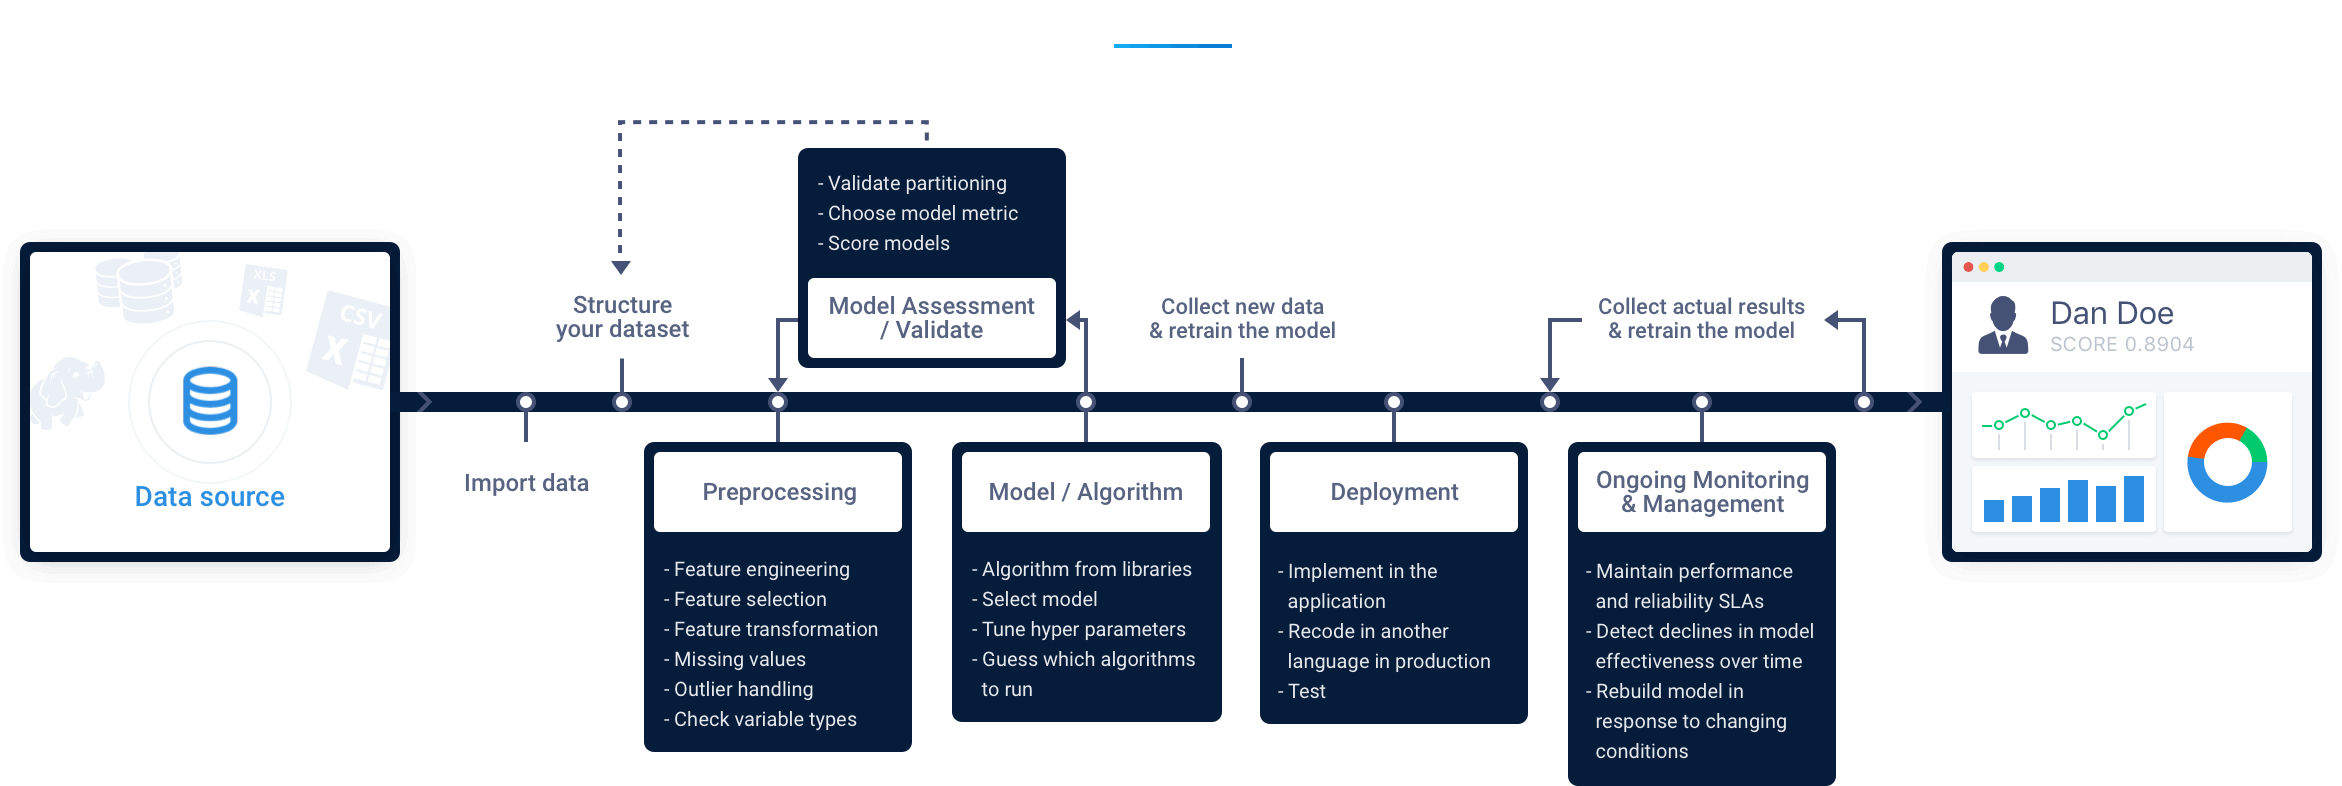 XLS
X
CSV
X
Data source
Import data
Structure
your dataset
- Validate partitioning
- Choose model metric
- Score models
Model Assessment
/ Validate
Preprocessing
- Feature engineering
- Feature selection
- Feature transformation
- Missing values
- Outlier handling
- Check variable types
Model / Algorithm
- Algorithm from libraries
- Select model
- Tune hyper parameters
- Guess which algorithms
to run
Collect new data
& retrain the model
Deployment
- Implement in the
application
- Recode in another
language in production
- Test
Collect actual results
& retrain the model
Ongoing Monitoring
& Management
- Maintain performance
and reliability SLAs
- Detect declines in model
effectiveness over time
- Rebuild model in
response to changing
conditions
Dan Doe
SCORE 0.8904